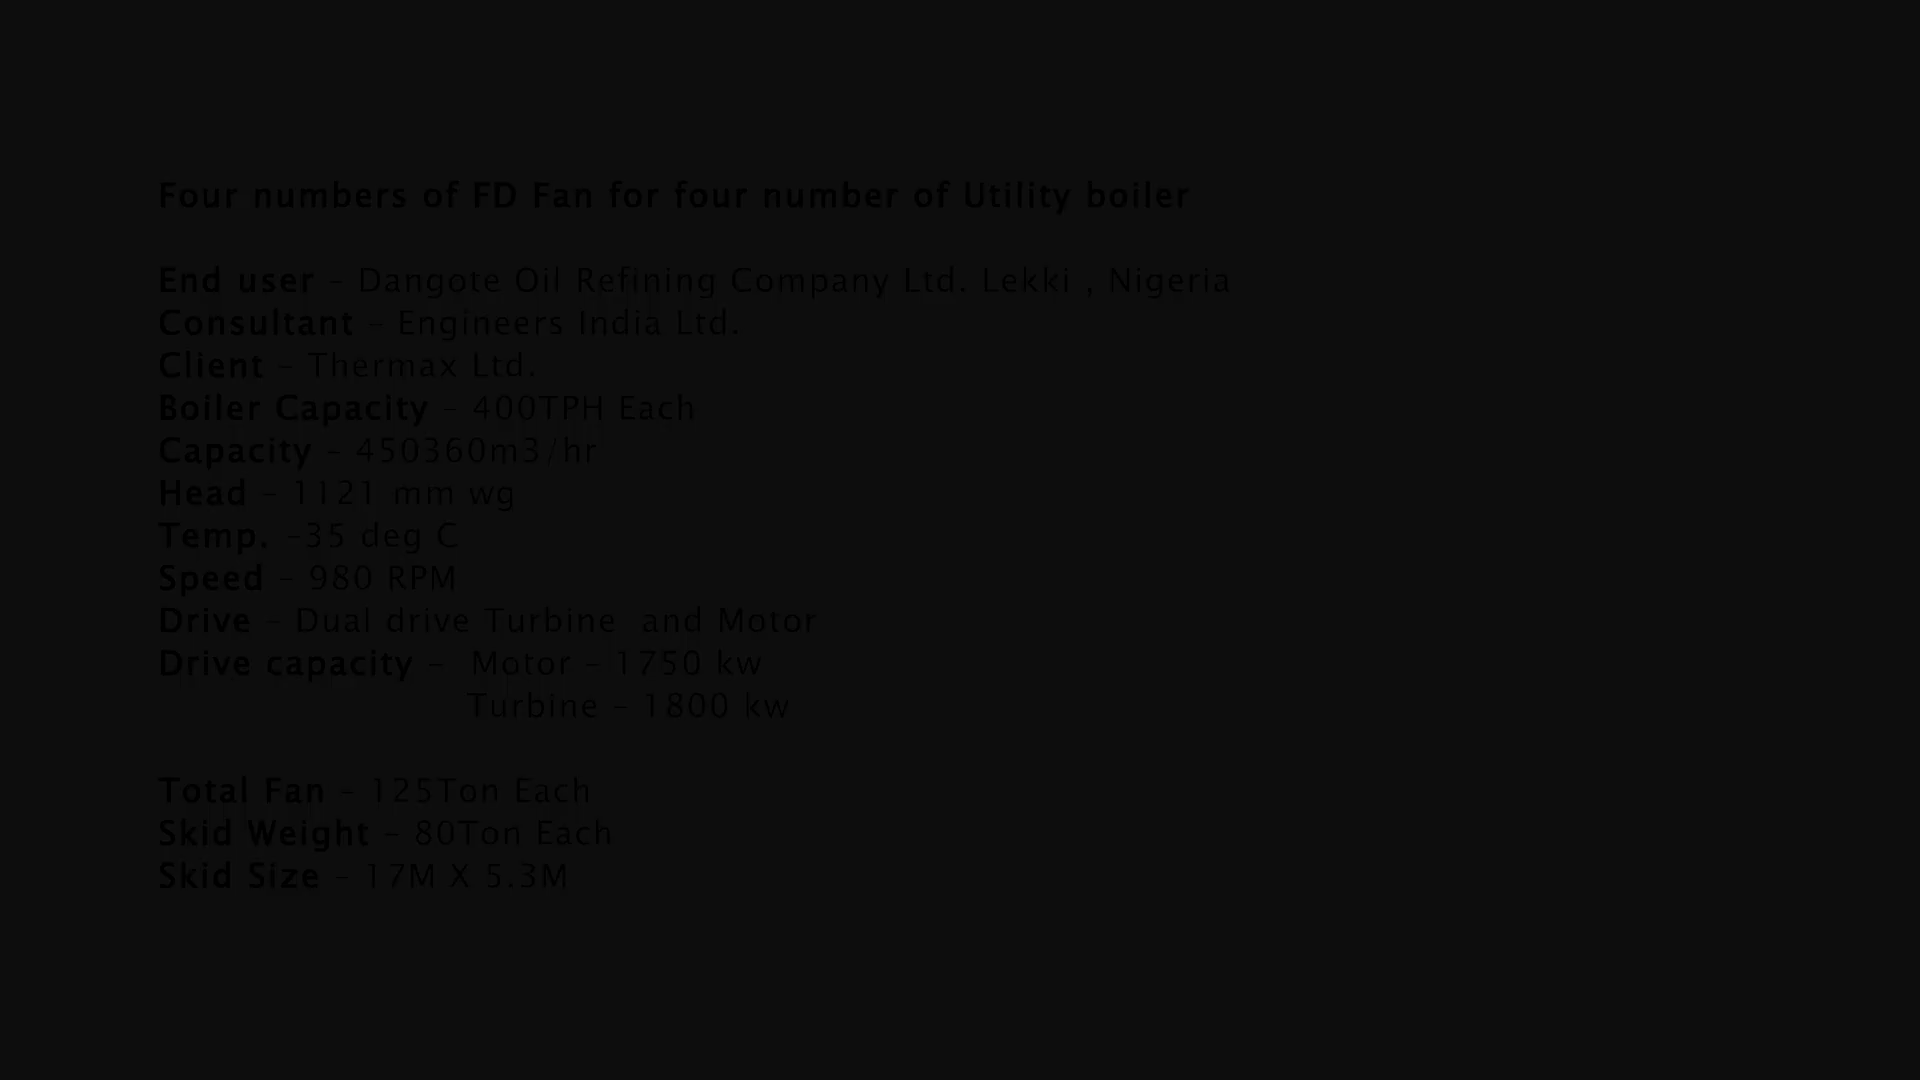 Four numbers of FD Fan for four number of Utility boiler
End user – Dangote Oil Refining Company Ltd. Lekki , Nigeria
Consultant – Engineers India Ltd.
Client – Thermax Ltd.
Boiler Capacity – 400TPH Each
Capacity – 450360m3/hr
Head – 1121 mm wg
Temp. –35 deg C
Speed – 980 RPM
Drive – Dual drive Turbine  and Motor
Drive capacity –  Motor – 1750 kw
Turbine – 1800 kw
Total Fan – 125Ton Each
Skid Weight – 80Ton Each
Skid Size – 17M X 5.3M